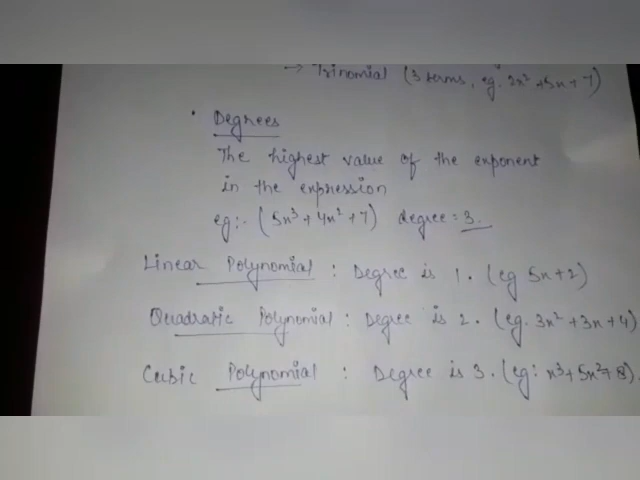 → Trinomial (3 terms, eg. 2x² + 5x + 7)
• Degrees
The highest value of the exponent
in the expression
eg:- (5x³ + 4x² + 7) degree = 3.
Linear Polynomial : Degree is 1. (eg 5x + 2)
Quadratic Polynomial : Degree is 2. (eg. 3x² + 3x + 4)
Cubic Polynomial : Degree is 3. (eg: x³ + 5x² + 8)